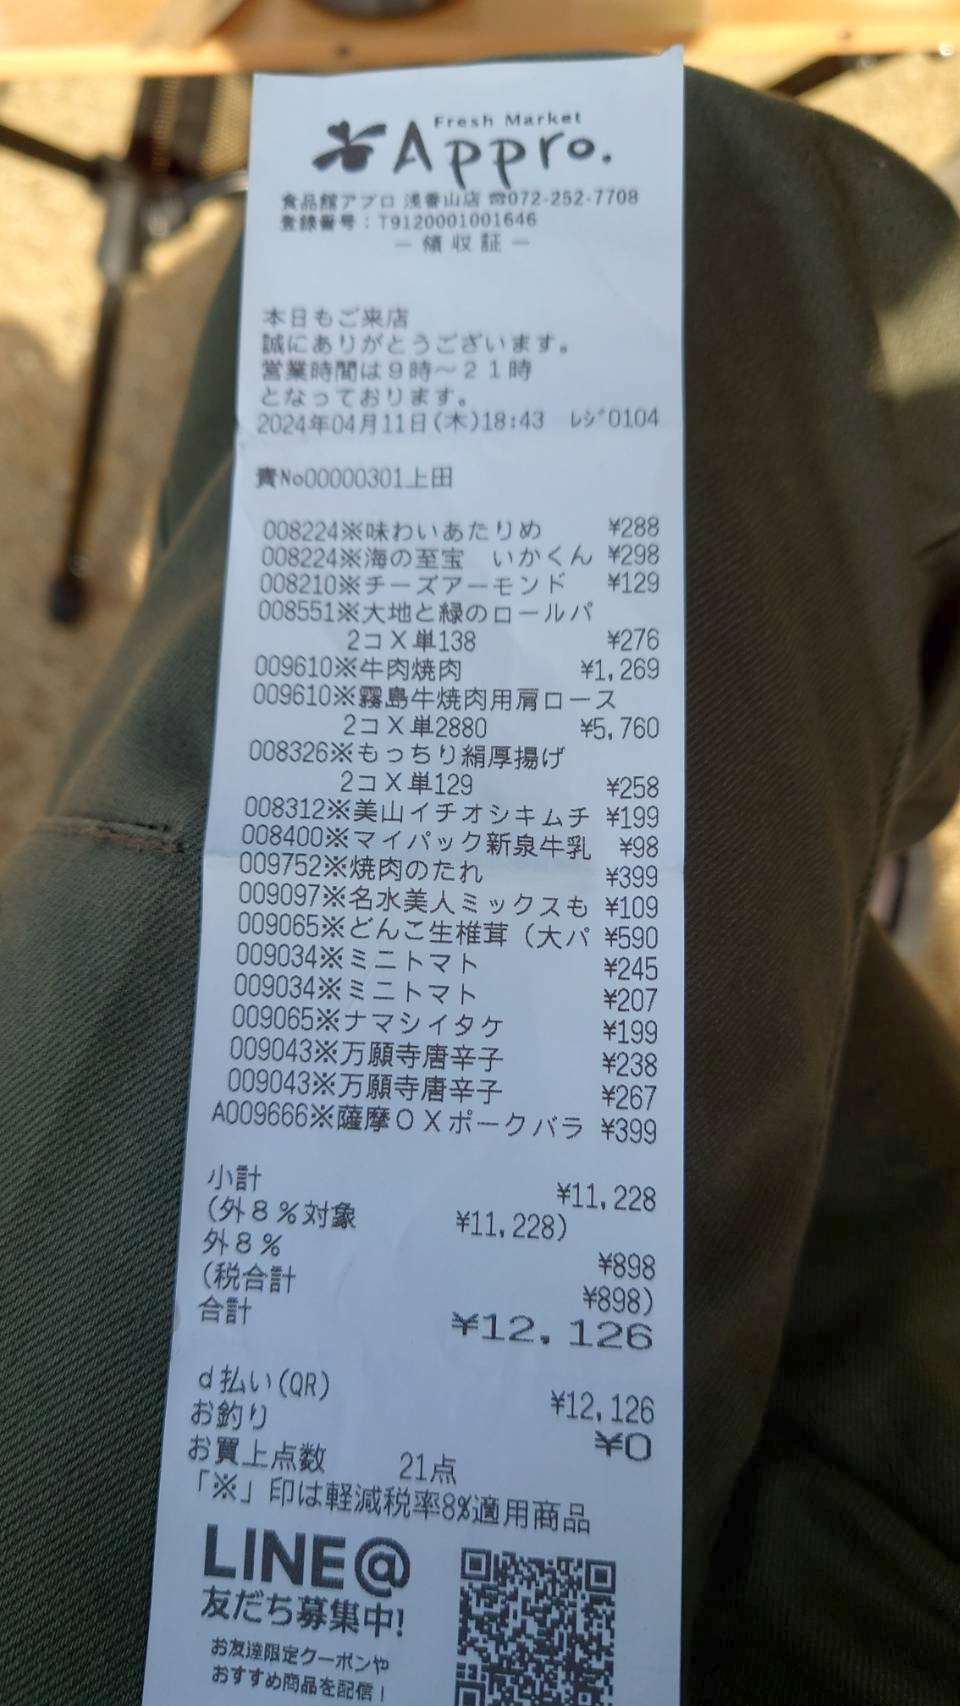 Fresh Market
Appro.
食品館アプロ 浅香山店 ☎072-252-7708
登録番号:T9120001001646
－領収証－
本日もご来店
誠にありがとうございます。
営業時間は9時～21時
となっております。
2024年04月11日(木)18:43 ﾚｼﾞ0104
責No00000301上田
008224※味わいあたりめ ¥288
008224※海の至宝 いかくん ¥298
008210※チーズアーモンド ¥129
008551※大地と緑のロールパ
2コX単138 ¥276
009610※牛肉焼肉 ¥1,269
009610※霧島牛焼肉用肩ロース
2コX単2880 ¥5,760
008326※もっちり絹厚揚げ
2コX単129 ¥258
008312※美山イチオシキムチ ¥199
008400※マイパック新泉牛乳 ¥98
009752※焼肉のたれ ¥399
009097※名水美人ミックスも ¥109
009065※どんこ生椎茸（大パ ¥590
009034※ミニトマト ¥245
009034※ミニトマト ¥207
009065※ナマシイタケ ¥199
009043※万願寺唐辛子 ¥238
009043※万願寺唐辛子 ¥267
A009666※薩摩OXポークバラ ¥399
小計 ¥11,228
(外8%対象 ¥11,228)
外8% ¥898
(税合計 ¥898)
合計 ¥12,126
d払い(QR) ¥12,126
お釣り ¥0
お買上点数 21点
「※」印は軽減税率8%適用商品
LINE@
友だち募集中!
お友達限定クーポンや
おすすめ商品を配信!